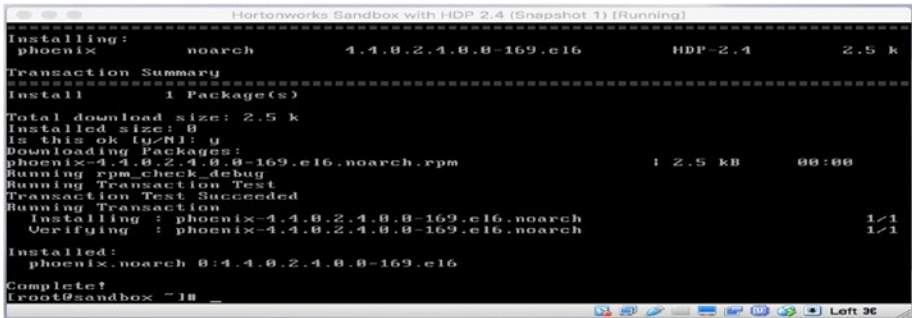 Hortonworks Sandbox with HDP 2.4 (Snapshot 1) [Running]
Installing:
phoenix noarch 4.4.0.2.4.0.0-169.el6 HDP-2.4 2.5 k
Transaction Summary
Install 1 Package(s)
Total download size: 2.5 k
Installed size: 0
Is this ok [y/N]: y
Downloading Packages:
phoenix-4.4.0.2.4.0.0-169.el6.noarch.rpm | 2.5 kB 00:00
Running rpm_check_debug
Running Transaction Test
Transaction Test Succeeded
Running Transaction
Installing : phoenix-4.4.0.2.4.0.0-169.el6.noarch 1/1
Verifying : phoenix-4.4.0.2.4.0.0-169.el6.noarch 1/1
Installed:
phoenix.noarch 0:4.4.0.2.4.0.0-169.el6
Complete!
[root@sandbox ~]# _
Left ⌘